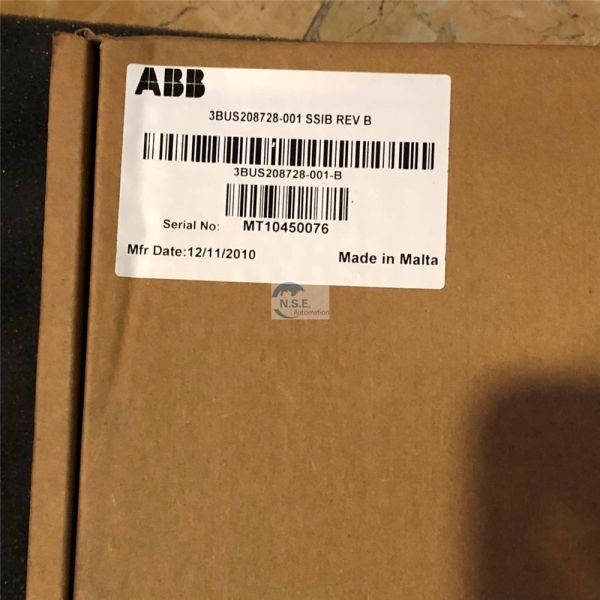 ABB
3BUS208728-001 SSIB REV B
3BUS208728-001-B
Serial No: MT10450076
Mfr Date:12/11/2010 Made in Malta
N.S.E.
Automation